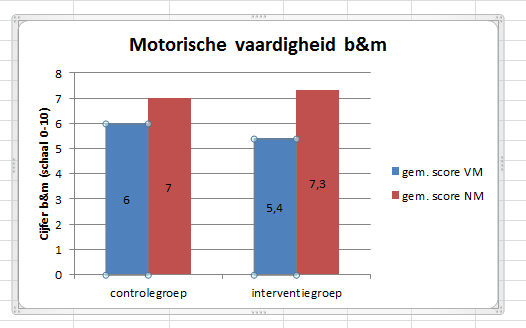 Motorische vaardigheid b&m
Cijfer b&m (schaal 0-10)
8
7
6
5
4
3
2
1
0
6
7
5,4
7,3
controlegroep
interventiegroep
gem. score VM
gem. score NM